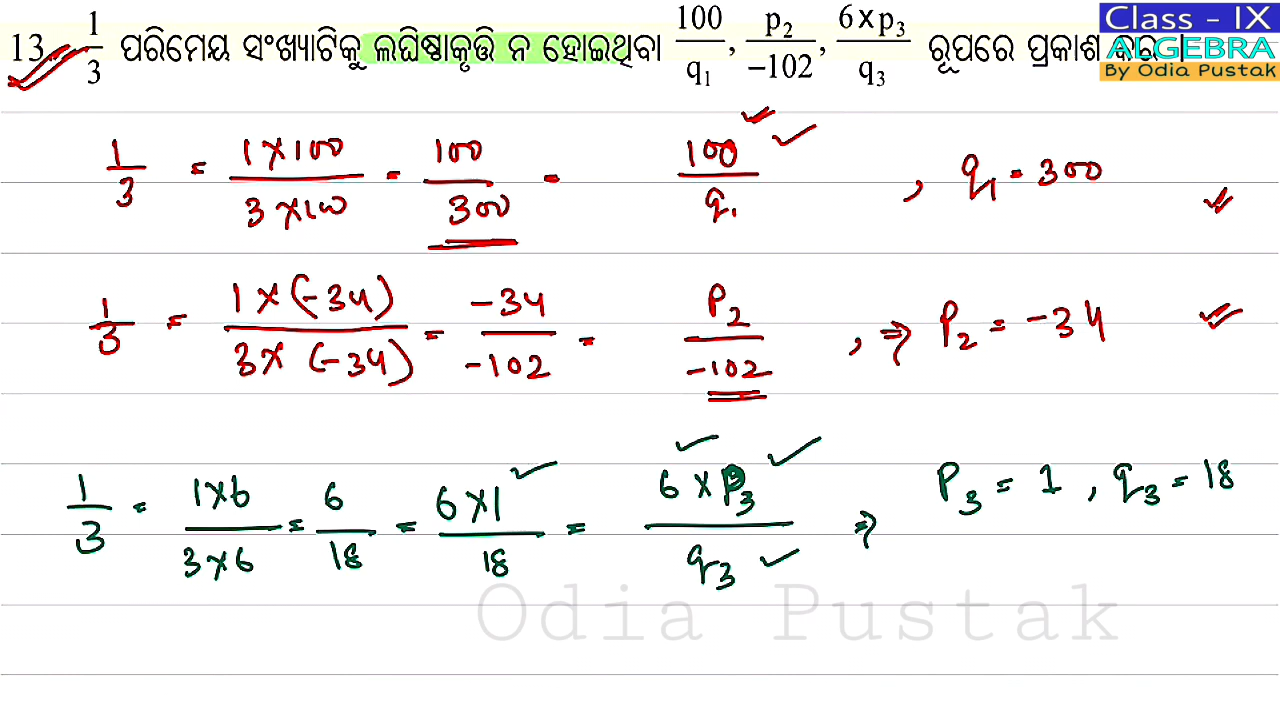 13. 1/3 ପରିମେୟ ସଂଖ୍ୟାଟିକୁ ଲଘିଷ୍ଠାକୃତ୍ତି ନ ହୋଇଥିବା 100/q₁, p₂/−102, 6×p₃/q₃ ରୂପରେ ପ୍ରକାଶ କର ।
Class - IX
ALGEBRA
By Odia Pustak
1/3 = 1×100/3×100 = 100/300 = 100/q₁ , q₁ = 300
1/3 = 1×(-34)/3×(-34) = -34/-102 = P₂/-102 , ⇒ P₂ = -34
1/3 = 1×6/3×6 = 6/18 = 6×1/18 = 6×P₃/q₃ ⇒ P₃ = 1 , q₃ = 18
Odia Pustak